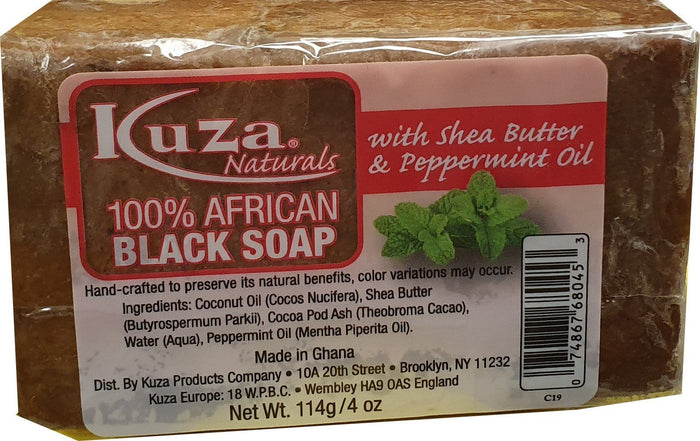 Kuza®
Naturals
with Shea Butter
& Peppermint Oil
100% AFRICAN
BLACK SOAP
Hand-crafted to preserve its natural benefits, color variations may occur.
Ingredients: Coconut Oil (Cocos Nucifera), Shea Butter
(Butyrospermum Parkii), Cocoa Pod Ash (Theobroma Cacao),
Water (Aqua), Peppermint Oil (Mentha Piperita Oil).
Made in Ghana
Dist. By Kuza Products Company • 10A 20th Street • Brooklyn, NY 11232
Kuza Europe: 18 W.P.B.C. • Wembley HA9 0AS England
Net Wt. 114g/4 oz
0 74867 68045 3
C19